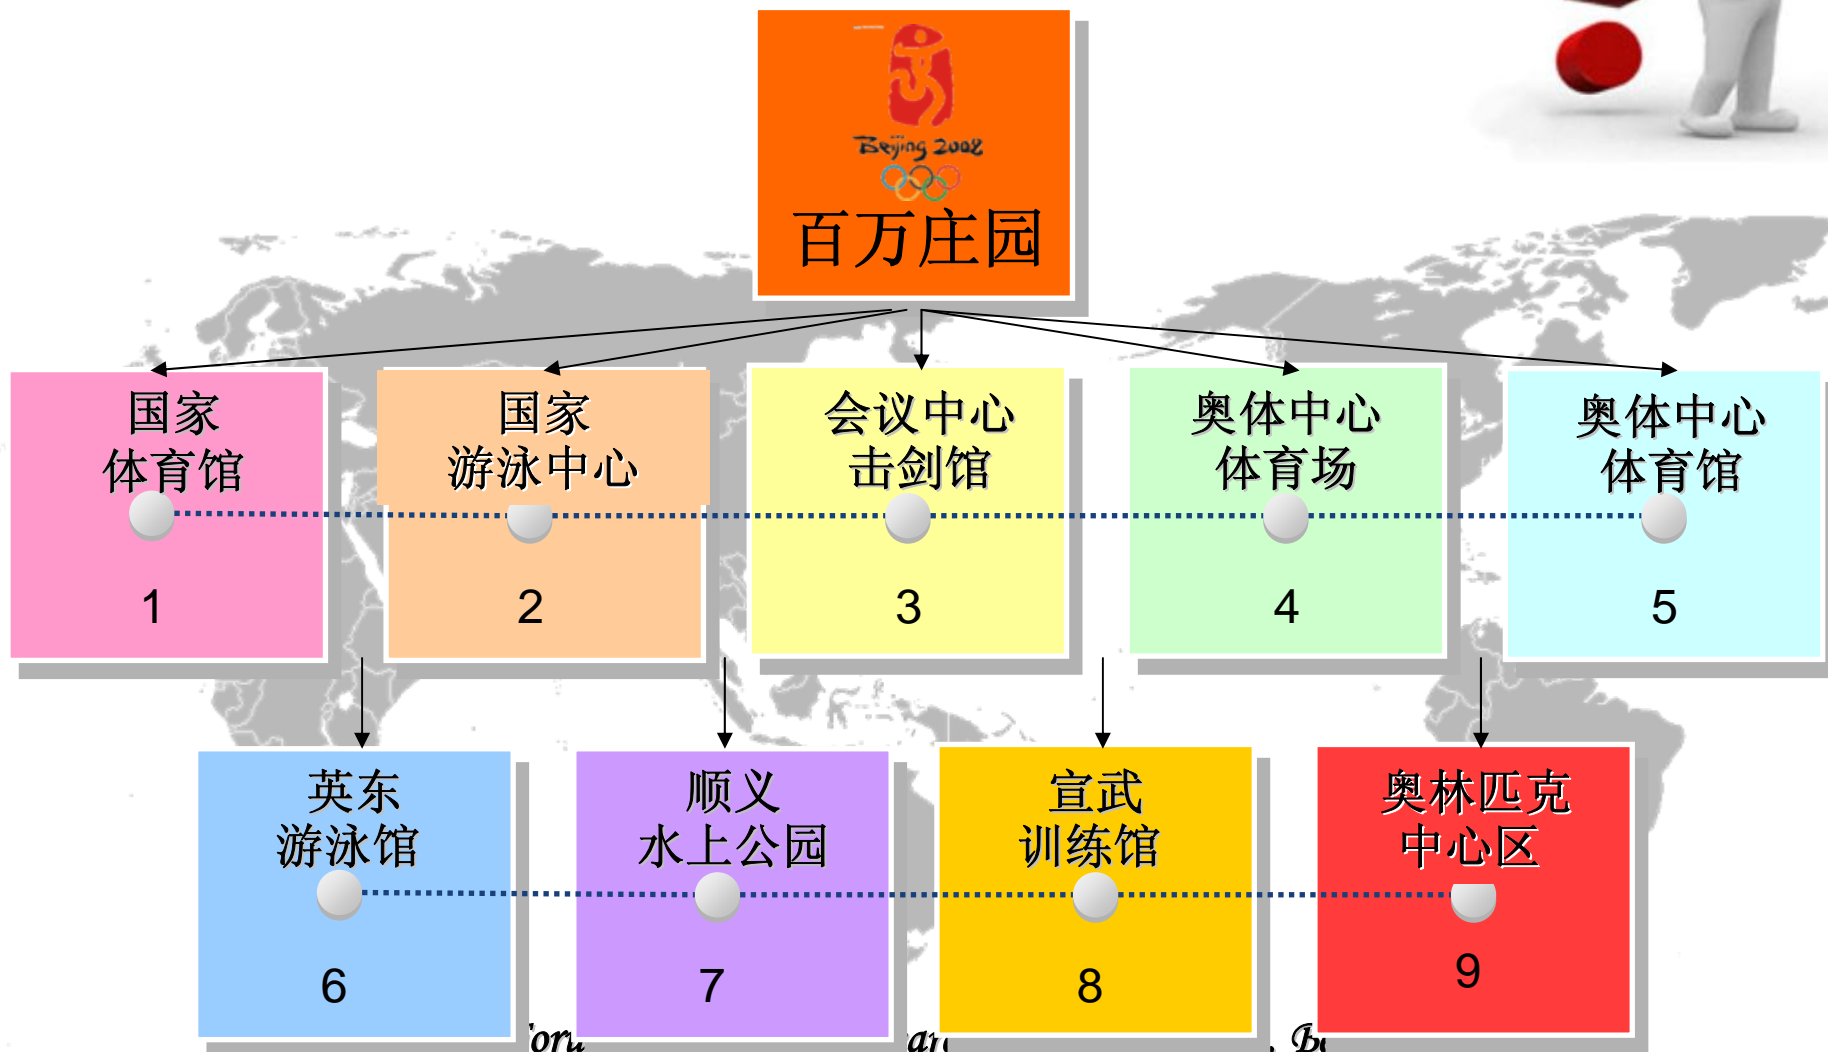 Beijing 2008
百万庄园
国家
体育馆
1
国家
游泳中心
2
会议中心
击剑馆
3
奥体中心
体育场
4
奥体中心
体育馆
5
英东
游泳馆
6
顺义
水上公园
7
宣武
训练馆
8
奥林匹克
中心区
9